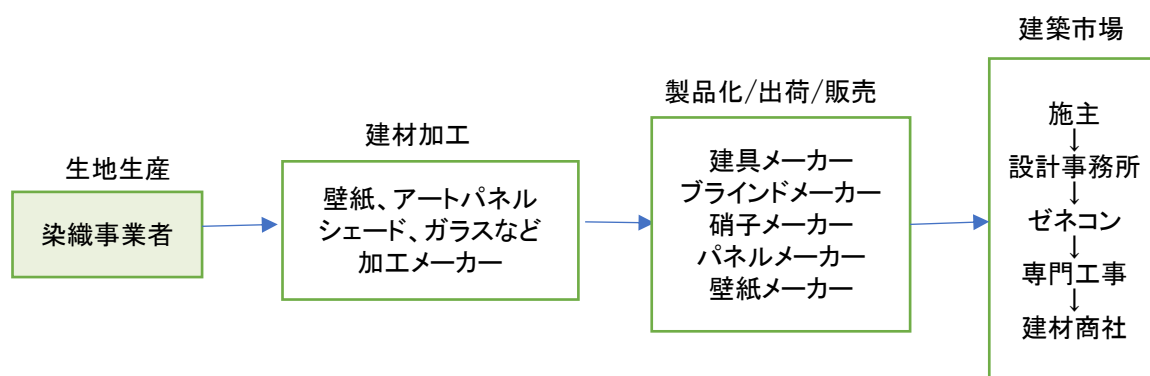 生地生産
染織事業者
建材加工
壁紙、アートパネル
シェード、ガラスなど
加工メーカー
製品化/出荷/販売
建具メーカー
ブラインドメーカー
硝子メーカー
パネルメーカー
壁紙メーカー
建築市場
施主
↓
設計事務所
↓
ゼネコン
↓
専門工事
↓
建材商社